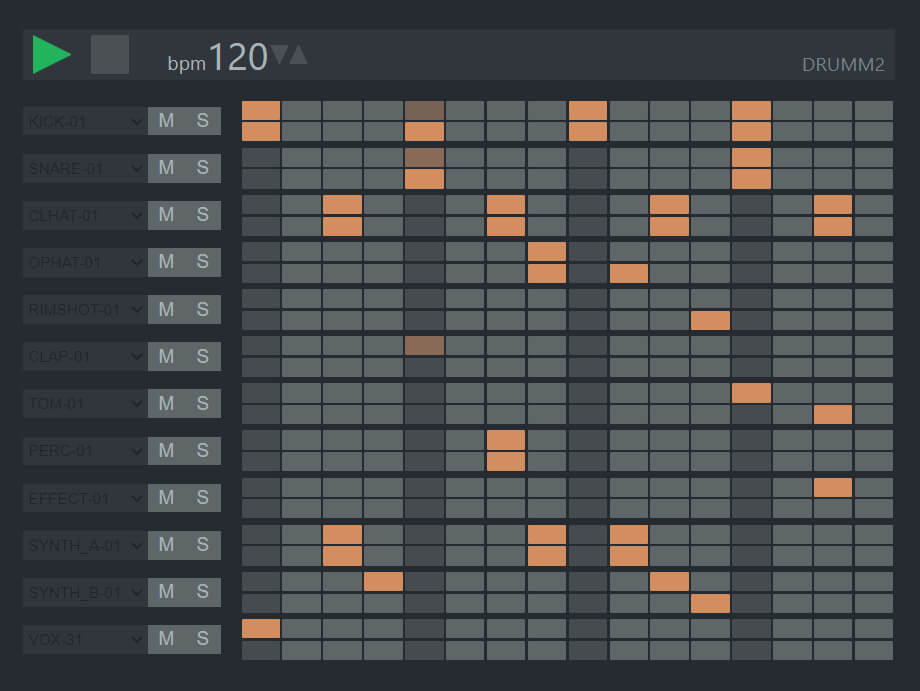 bpm 120 DRUMM2
KICK-01 M S
SNARE-01 M S
CLHAT-01 M S
OPHAT-01 M S
RIMSHOT-01 M S
CLAP-01 M S
TOM-01 M S
PERC-01 M S
EFFECT-01 M S
SYNTH_A-01 M S
SYNTH_B-01 M S
VOX-31 M S